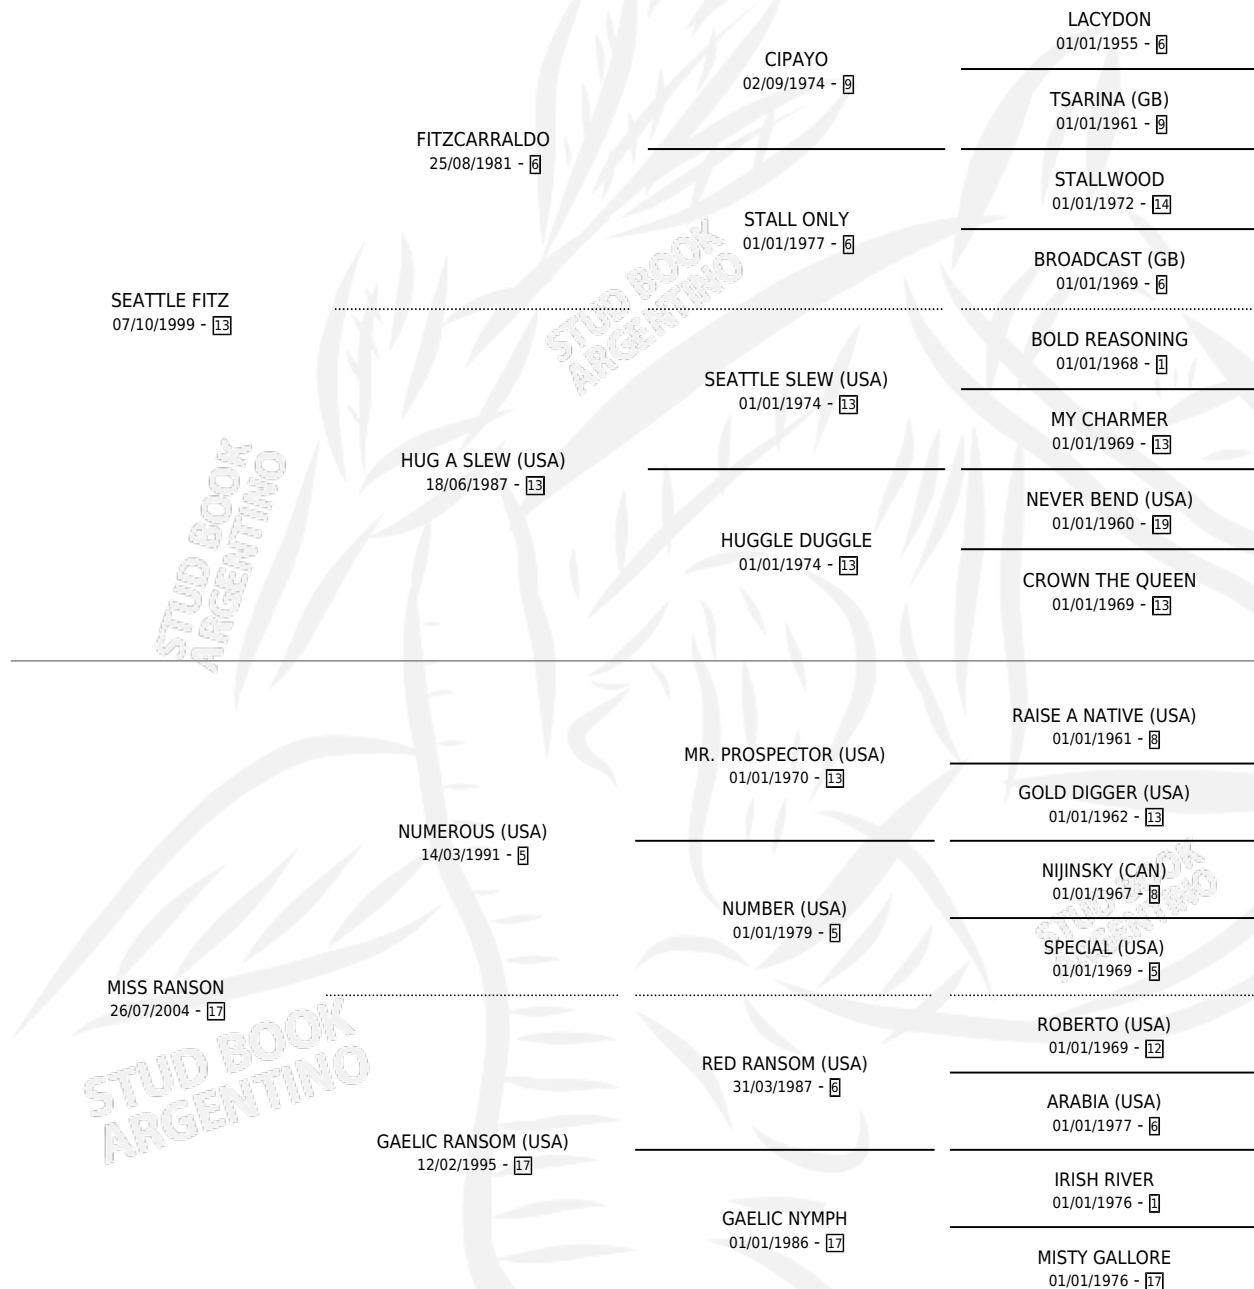 LACYDON
01/01/1955 - 6
CIPAYO
02/09/1974 - 9
TSARINA (GB)
01/01/1961 - 9
FITZCARRALDO
25/08/1981 - 6
STALLWOOD
01/01/1972 - 14
STALL ONLY
01/01/1977 - 6
BROADCAST (GB)
01/01/1969 - 6
SEATTLE FITZ
07/10/1999 - 13
BOLD REASONING
01/01/1968 - 1
SEATTLE SLEW (USA)
01/01/1974 - 13
MY CHARMER
01/01/1969 - 13
HUG A SLEW (USA)
18/06/1987 - 13
NEVER BEND (USA)
01/01/1960 - 19
HUGGLE DUGGLE
01/01/1974 - 13
CROWN THE QUEEN
01/01/1969 - 13
RAISE A NATIVE (USA)
01/01/1961 - 8
MR. PROSPECTOR (USA)
01/01/1970 - 13
GOLD DIGGER (USA)
01/01/1962 - 13
NUMEROUS (USA)
14/03/1991 - 5
NIJINSKY (CAN)
01/01/1967 - 8
NUMBER (USA)
01/01/1979 - 5
SPECIAL (USA)
01/01/1969 - 5
MISS RANSON
26/07/2004 - 17
ROBERTO (USA)
01/01/1969 - 12
RED RANSOM (USA)
31/03/1987 - 6
ARABIA (USA)
01/01/1977 - 6
GAELIC RANSOM (USA)
12/02/1995 - 17
IRISH RIVER
01/01/1976 - 1
GAELIC NYMPH
01/01/1986 - 17
MISTY GALLORE
01/01/1976 - 17
STUD BOOK
ARGENTINO
STUD BOOK
ARGENTINO
STUD BOOK
ARGENTINO
STUD BOOK
ARGENTINO